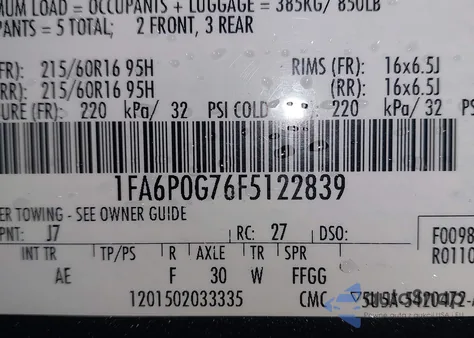 MUM LOAD = OCCUPANTS + LUGGAGE = 385KG/ 850LB
PANTS = 5 TOTAL; 2 FRONT, 3 REAR
(FR): 215/60R16 95H RIMS (FR): 16x6.5J
(RR): 215/60R16 95H (RR): 16x6.5J
URE (FR): 220 kPa/ 32 PSI COLD 220 kPa/ 32 PS
1FA6P0G76F5122839
ER TOWING - SEE OWNER GUIDE
PNT: J7 RC: 27 DSO:
INT TR TP/PS R AXLE TR SPR
AE F 30 W FFGG
F0098
R0110
1201502033335 CMC